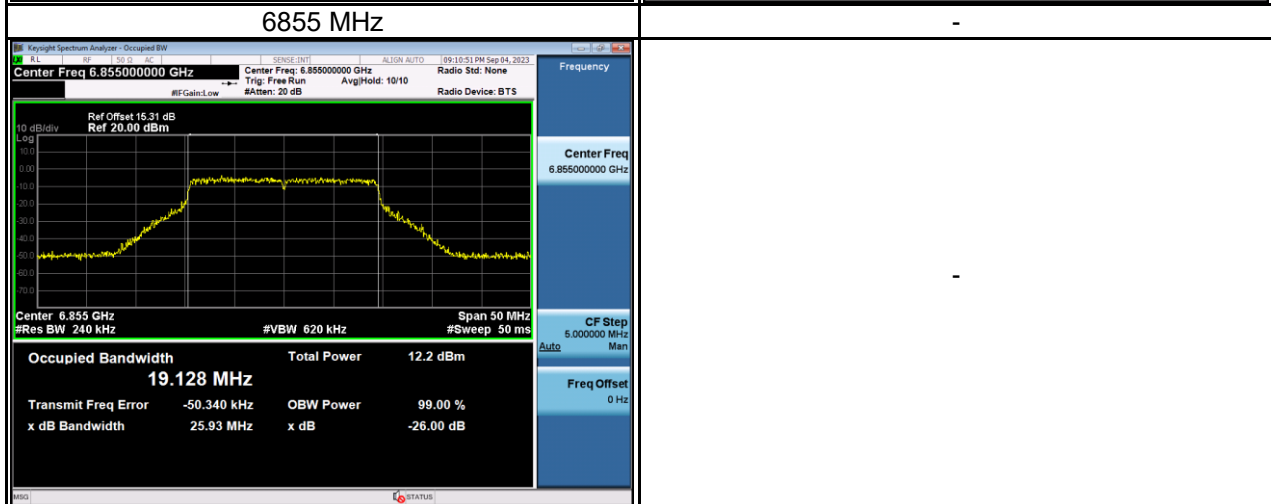 6855 MHz
-
Keysight Spectrum Analyzer - Occupied BW
RL RF 50 Ω AC SENSE:INT ALIGN AUTO 09:10:51 PM Sep 04, 2023
Center Freq 6.855000000 GHz
Center Freq: 6.855000000 GHz
Radio Std: None
Trig: Free Run Avg|Hold: 10/10
#IFGain:Low #Atten: 20 dB Radio Device: BTS
Frequency
Ref Offset 15.31 dB
10 dB/div Ref 20.00 dBm
Log
10.0
0.00
-10.0
-20.0
-30.0
-40.0
-50.0
-60.0
-70.0
Center 6.855 GHz Span 50 MHz
#Res BW 240 kHz #VBW 620 kHz #Sweep 50 ms
Center Freq
6.855000000 GHz
CF Step
5.000000 MHz
Auto Man
Freq Offset
0 Hz
Occupied Bandwidth Total Power 12.2 dBm
19.128 MHz
Transmit Freq Error -50.340 kHz OBW Power 99.00 %
x dB Bandwidth 25.93 MHz x dB -26.00 dB
MSG STATUS
-